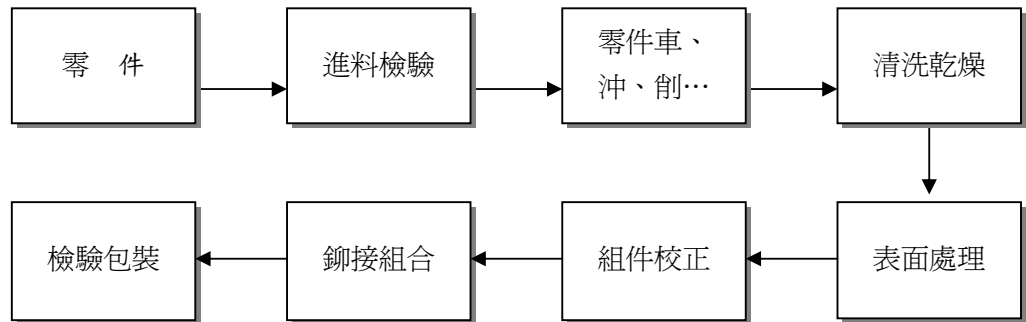 零　件
進料檢驗
零件車、
沖、創…
清洗乾燥
表面處理
組件校正
鉚接組合
檢驗包裝